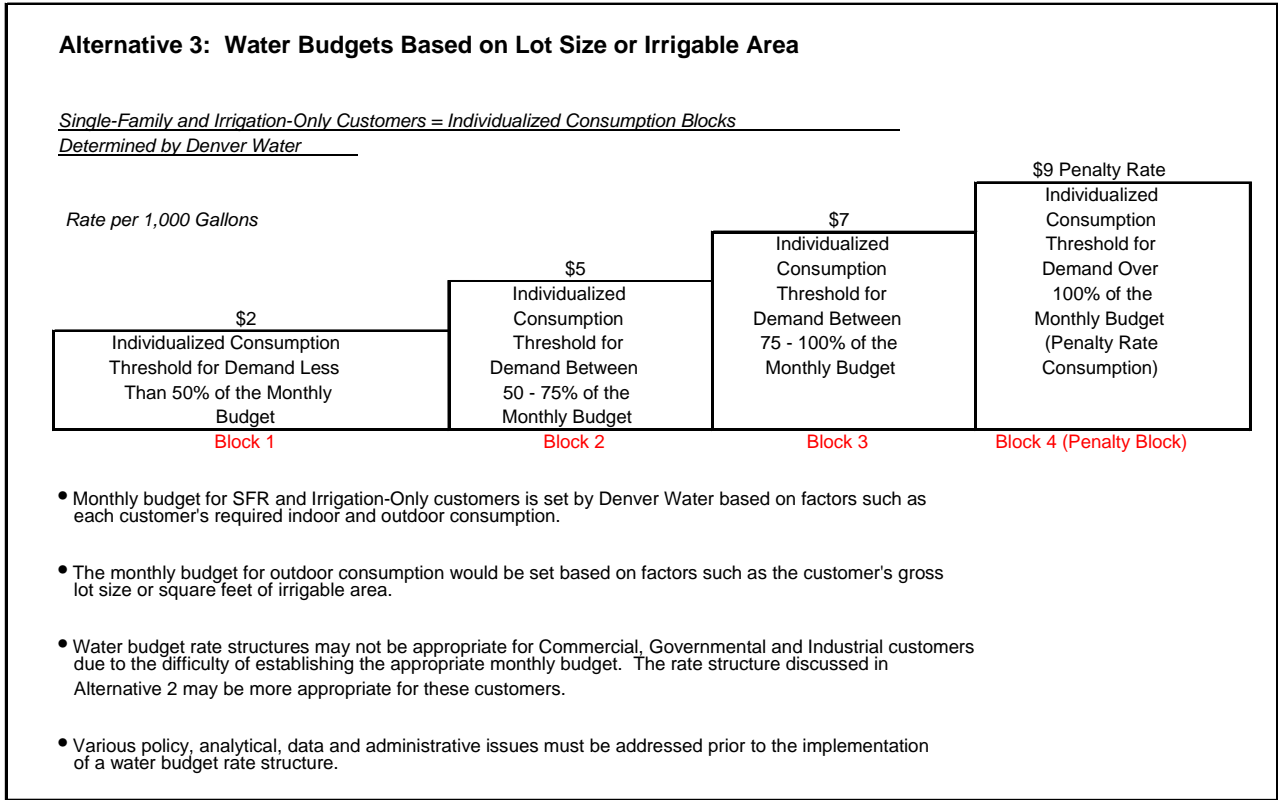 Alternative 3:  Water Budgets Based on Lot Size or Irrigable Area
Single-Family and Irrigation-Only Customers = Individualized Consumption Blocks
Determined by Denver Water
Rate per 1,000 Gallons
$2
Individualized Consumption
Threshold for Demand Less
Than 50% of the Monthly
Budget
Block 1
$5
Individualized
Consumption
Threshold for
Demand Between
50 - 75% of the
Monthly Budget
Block 2
$7
Individualized
Consumption
Threshold for
Demand Between
75 - 100% of the
Monthly Budget
Block 3
$9 Penalty Rate
Individualized
Consumption
Threshold for
Demand Over
100% of the
Monthly Budget
(Penalty Rate
Consumption)
Block 4 (Penalty Block)
• Monthly budget for SFR and Irrigation-Only customers is set by Denver Water based on factors such as
each customer's required indoor and outdoor consumption.
• The monthly budget for outdoor consumption would be set based on factors such as the customer's gross
lot size or square feet of irrigable area.
• Water budget rate structures may not be appropriate for Commercial, Governmental and Industrial customers
due to the difficulty of establishing the appropriate monthly budget.  The rate structure discussed in
Alternative 2 may be more appropriate for these customers.
• Various policy, analytical, data and administrative issues must be addressed prior to the implementation
of a water budget rate structure.